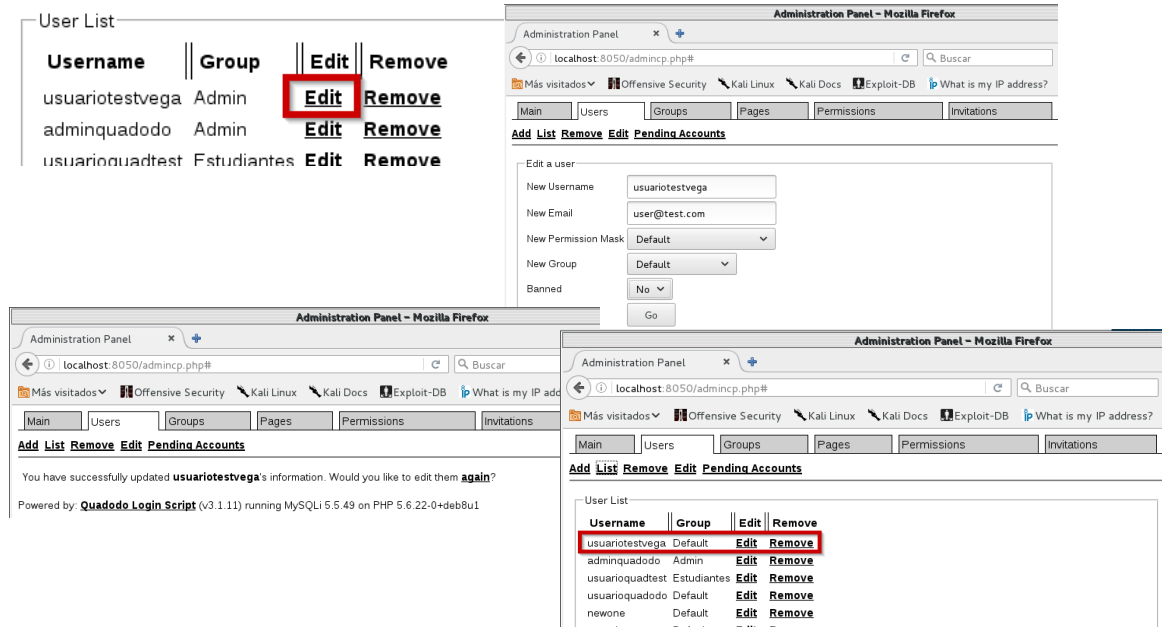 User List
Username Group Edit Remove
usuariotestvega Admin Edit Remove
adminquadodo Admin Edit Remove
usuarioquadtest Estudiantes Edit Remove
Administration Panel – Mozilla Firefox
Administration Panel × +
localhost:8050/admincp.php# Buscar
Más visitados Offensive Security Kali Linux Kali Docs Exploit-DB What is my IP address?
Main Users Groups Pages Permissions Invitations
Add List Remove Edit Pending Accounts
Edit a user
New Username usuariotestvega
New Email user@test.com
New Permission Mask Default
New Group Default
Banned No
Go
Administration Panel – Mozilla Firefox
Administration Panel × +
localhost:8050/admincp.php# Buscar
Más visitados Offensive Security Kali Linux Kali Docs Exploit-DB What is my IP add
Main Users Groups Pages Permissions Invitations
Add List Remove Edit Pending Accounts
You have successfully updated usuariotestvega's information. Would you like to edit them again?
Powered by: Quadodo Login Script (v3.1.11) running MySQLi 5.5.49 on PHP 5.6.22-0+deb8u1
Administration Panel – Mozilla Firefox
Administration Panel × +
localhost:8050/admincp.php# Buscar
Más visitados Offensive Security Kali Linux Kali Docs Exploit-DB What is my IP address?
Main Users Groups Pages Permissions Invitations
Add List Remove Edit Pending Accounts
User List
Username Group Edit Remove
usuariotestvega Default Edit Remove
adminquadodo Admin Edit Remove
usuarioquadtest Estudiantes Edit Remove
usuarioquadodo Default Edit Remove
newone Default Edit Remove